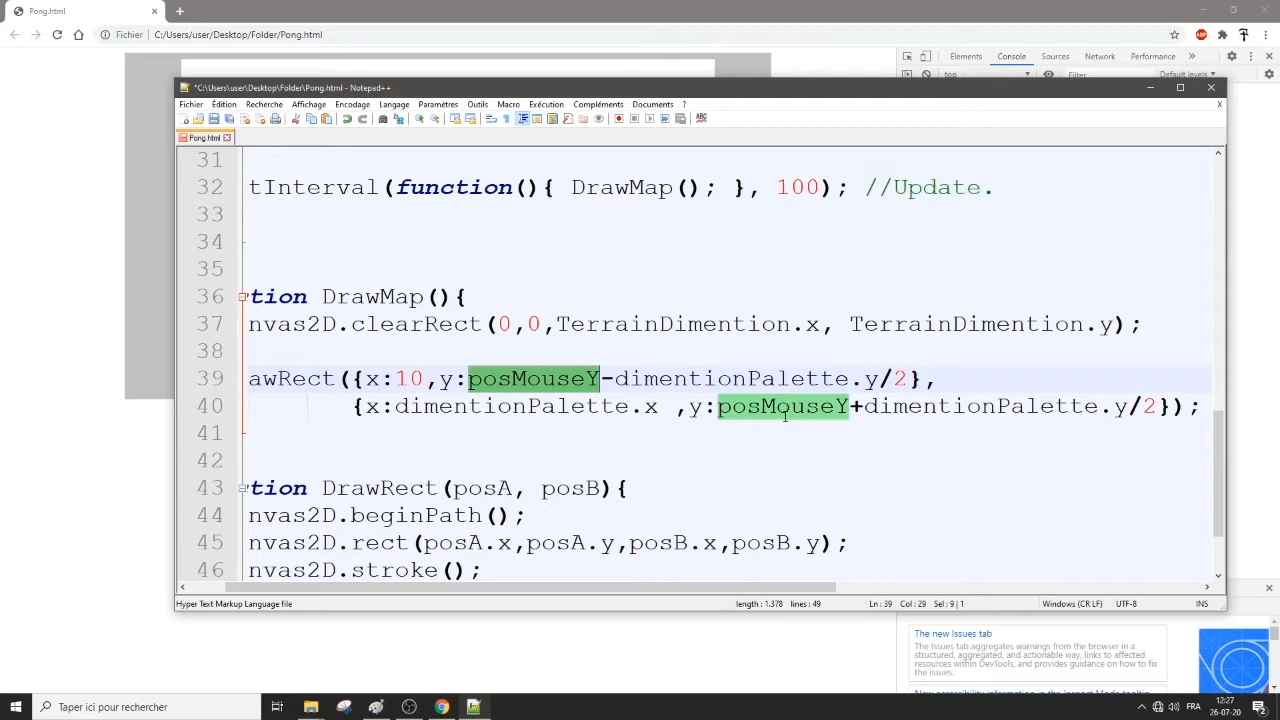 Pong.html
Fichier C:/Users/user/Desktop/Folder/Pong.html
Elements Console Sources Network Performance
top Filter Default levels
*C:\Users\user\Desktop\Folder\Pong.html - Notepad++
Fichier Édition Recherche Affichage Encodage Langage Paramètres Outils Macro Exécution Compléments Documents ? X
Pong.html
31
32 tInterval(function(){ DrawMap(); }, 100); //Update.
33
34
35
36 tion DrawMap(){
37 nvas2D.clearRect(0,0,TerrainDimention.x, TerrainDimention.y);
38
39 awRect({x:10,y:posMouseY-dimentionPalette.y/2},
40 {x:dimentionPalette.x ,y:posMouseY+dimentionPalette.y/2});
41
42
43 tion DrawRect(posA, posB){
44 nvas2D.beginPath();
45 nvas2D.rect(posA.x,posA.y,posB.x,posB.y);
46 nvas2D.stroke();
Hyper Text Markup Language file length : 1.378 lines : 49 Ln : 39 Col : 29 Sel : 9 | 1 Windows (CR LF) UTF-8 INS
The new Issues tab
The Issues tab aggregates warnings from the browser in a
structured, aggregated, and actionable way, links to affected
resources within DevTools, and provides guidance on how to fix
the issues.
Taper ici pour rechercher
FRA
12:27
26-07-20
2